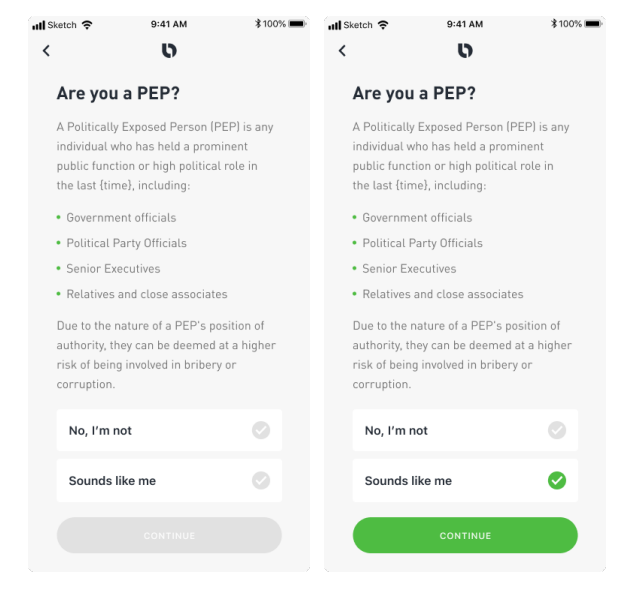 Sketch 9:41 AM 100%
Are you a PEP?
A Politically Exposed Person (PEP) is any
individual who has held a prominent
public function or high political role in
the last {time}, including:
• Government officials
• Political Party Officials
• Senior Executives
• Relatives and close associates
Due to the nature of a PEP's position of
authority, they can be deemed at a higher
risk of being involved in bribery or
corruption.
No, I'm not
Sounds like me
CONTINUE
Sketch 9:41 AM 100%
Are you a PEP?
A Politically Exposed Person (PEP) is any
individual who has held a prominent
public function or high political role in
the last {time}, including:
• Government officials
• Political Party Officials
• Senior Executives
• Relatives and close associates
Due to the nature of a PEP's position of
authority, they can be deemed at a higher
risk of being involved in bribery or
corruption.
No, I'm not
Sounds like me
CONTINUE